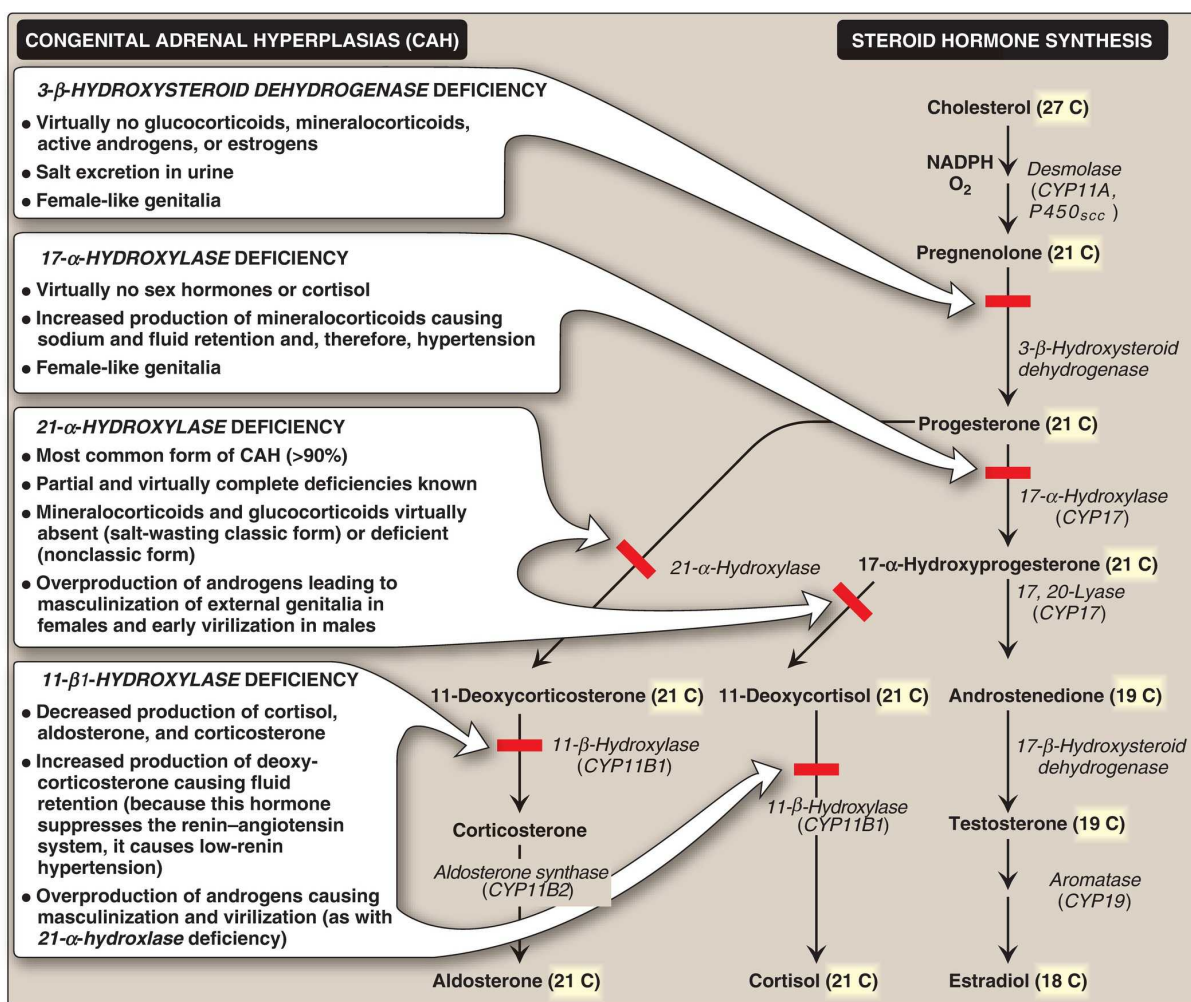 CONGENITAL ADRENAL HYPERPLASIAS (CAH)
3-β-HYDROXYSTEROID DEHYDROGENASE DEFICIENCY
• Virtually no glucocorticoids, mineralocorticoids,
active androgens, or estrogens
• Salt excretion in urine
• Female-like genitalia
17-α-HYDROXYLASE DEFICIENCY
• Virtually no sex hormones or cortisol
• Increased production of mineralocorticoids causing
sodium and fluid retention and, therefore, hypertension
• Female-like genitalia
21-α-HYDROXYLASE DEFICIENCY
• Most common form of CAH (>90%)
• Partial and virtually complete deficiencies known
• Mineralocorticoids and glucocorticoids virtually
absent (salt-wasting classic form) or deficient
(nonclassic form)
• Overproduction of androgens leading to
masculinization of external genitalia in
females and early virilization in males
11-β1-HYDROXYLASE DEFICIENCY
• Decreased production of cortisol,
aldosterone, and corticosterone
• Increased production of deoxy-
corticosterone causing fluid
retention (because this hormone
suppresses the renin–angiotensin
system, it causes low-renin
hypertension)
• Overproduction of androgens causing
masculinization and virilization (as with
21-α-hydroxlase deficiency)
STEROID HORMONE SYNTHESIS
Cholesterol (27 C)
NADPH
O₂
Desmolase
(CYP11A,
P450scc )
Pregnenolone (21 C)
3-β-Hydroxysteroid
dehydrogenase
Progesterone (21 C)
17-α-Hydroxylase
(CYP17)
21-α-Hydroxylase
17-α-Hydroxyprogesterone (21 C)
17, 20-Lyase
(CYP17)
11-Deoxycorticosterone (21 C)
11-Deoxycortisol (21 C)
Androstenedione (19 C)
11-β-Hydroxylase
(CYP11B1)
11-β-Hydroxylase
(CYP11B1)
17-β-Hydroxysteroid
dehydrogenase
Corticosterone
Testosterone (19 C)
Aldosterone synthase
(CYP11B2)
Aromatase
(CYP19)
Aldosterone (21 C)
Cortisol (21 C)
Estradiol (18 C)